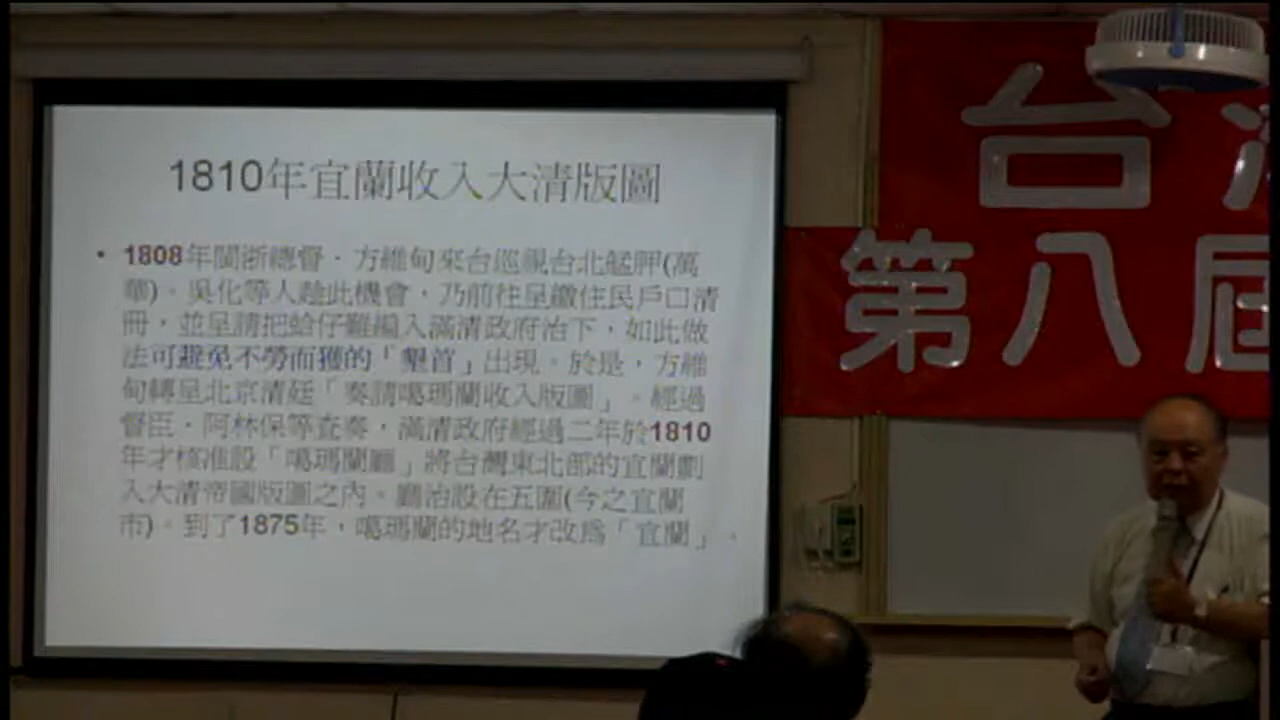 1810年宜蘭收入大清版圖
• 1808年閩浙總督．方維甸來台巡視台北艋舺(萬
華)。吳化等人趁此機會，乃前往呈繳住民戶口清
冊，並呈請把蛤仔難編入滿清政府治下，如此做
法可避免不勞而獲的「墾首」出現。於是，方維
甸轉呈北京清廷「奏請噶瑪蘭收入版圖」。經過
督臣．阿林保等查奏，滿清政府經過二年於1810
年才核准設「噶瑪蘭廳」將台灣東北部的宜蘭劃
入大清帝國版圖之內。廳治設在五圍(今之宜蘭
市)。到了1875年，噶瑪蘭的地名才改為「宜蘭」．
台
第八屆